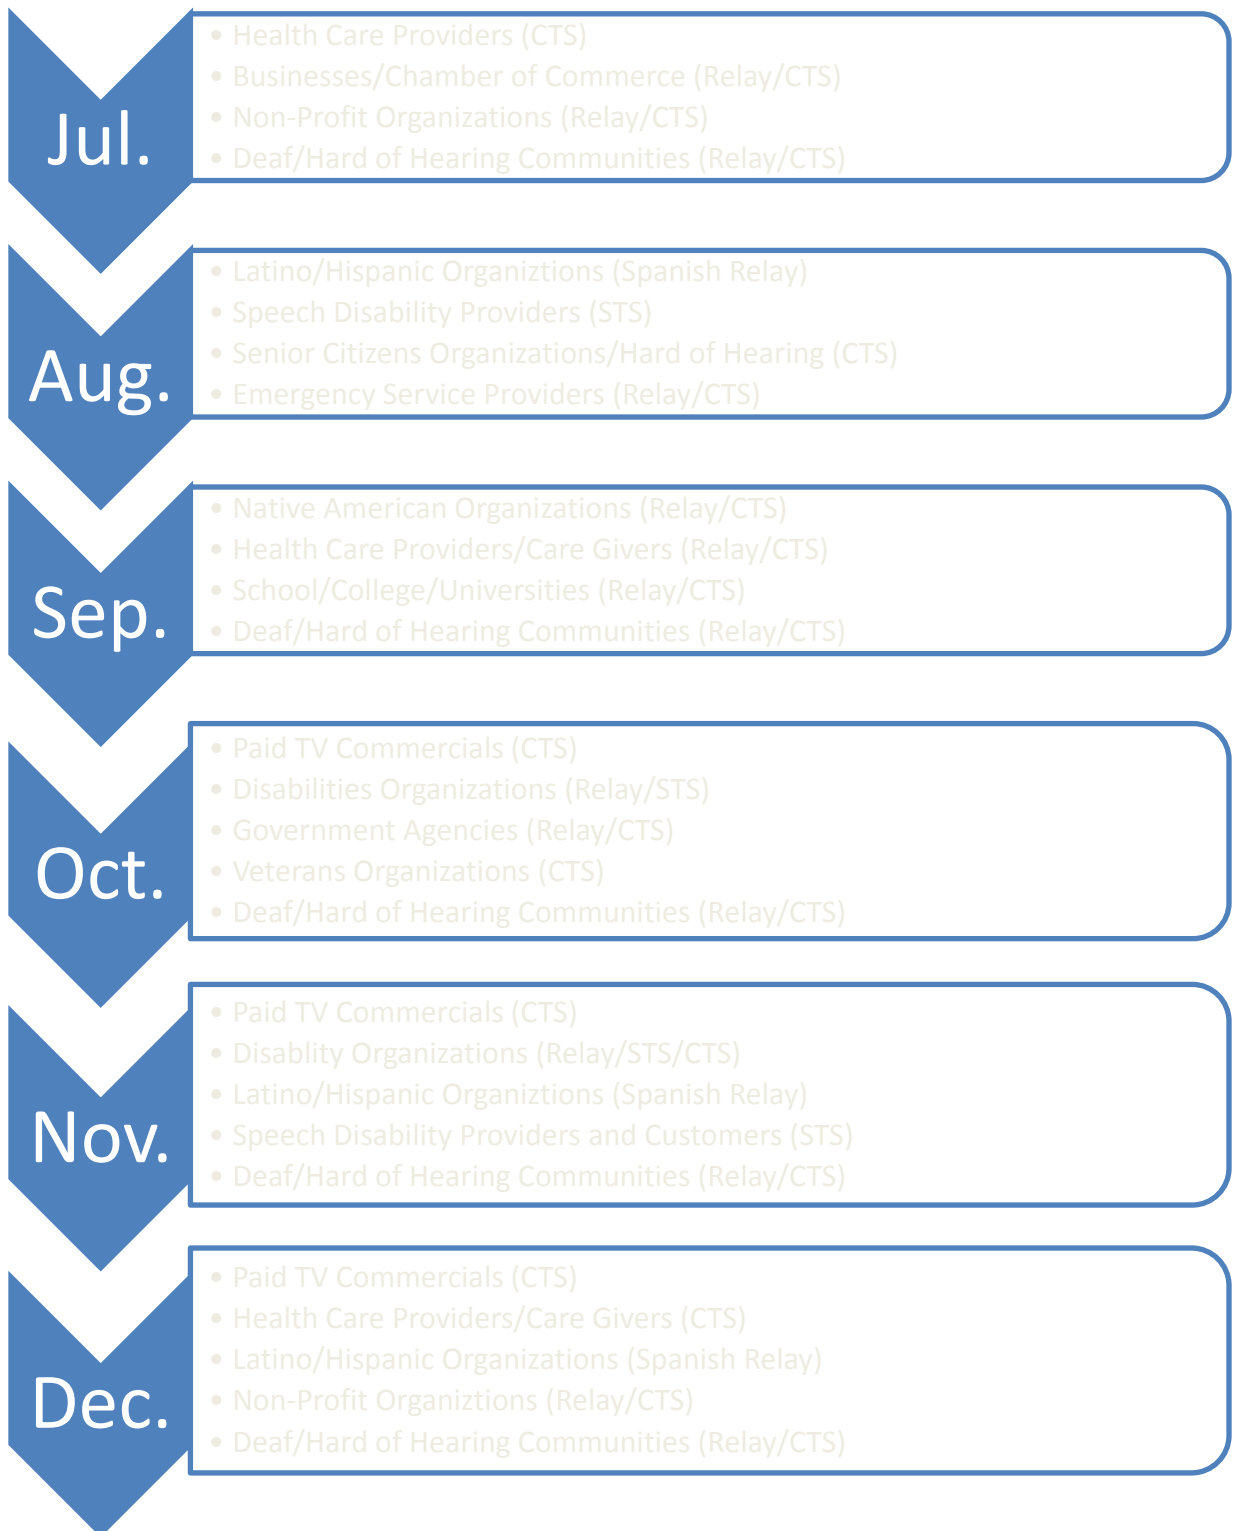 Jul.
• Health Care Providers (CTS)
• Businesses/Chamber of Commerce (Relay/CTS)
• Non-Profit Organizations (Relay/CTS)
• Deaf/Hard of Hearing Communities (Relay/CTS)
Aug.
• Latino/Hispanic Organiztions (Spanish Relay)
• Speech Disability Providers (STS)
• Senior Citizens Organizations/Hard of Hearing (CTS)
• Emergency Service Providers (Relay/CTS)
Sep.
• Native American Organizations (Relay/CTS)
• Health Care Providers/Care Givers (Relay/CTS)
• School/College/Universities (Relay/CTS)
• Deaf/Hard of Hearing Communities (Relay/CTS)
Oct.
• Paid TV Commercials (CTS)
• Disabilities Organizations (Relay/STS)
• Government Agencies (Relay/CTS)
• Veterans Organizations (CTS)
• Deaf/Hard of Hearing Communities (Relay/CTS)
Nov.
• Paid TV Commercials (CTS)
• Disablity Organizations (Relay/STS/CTS)
• Latino/Hispanic Organiztions (Spanish Relay)
• Speech Disability Providers and Customers (STS)
• Deaf/Hard of Hearing Communities (Relay/CTS)
Dec.
• Paid TV Commercials (CTS)
• Health Care Providers/Care Givers (CTS)
• Latino/Hispanic Organizations (Spanish Relay)
• Non-Profit Organiztions (Relay/CTS)
• Deaf/Hard of Hearing Communities (Relay/CTS)